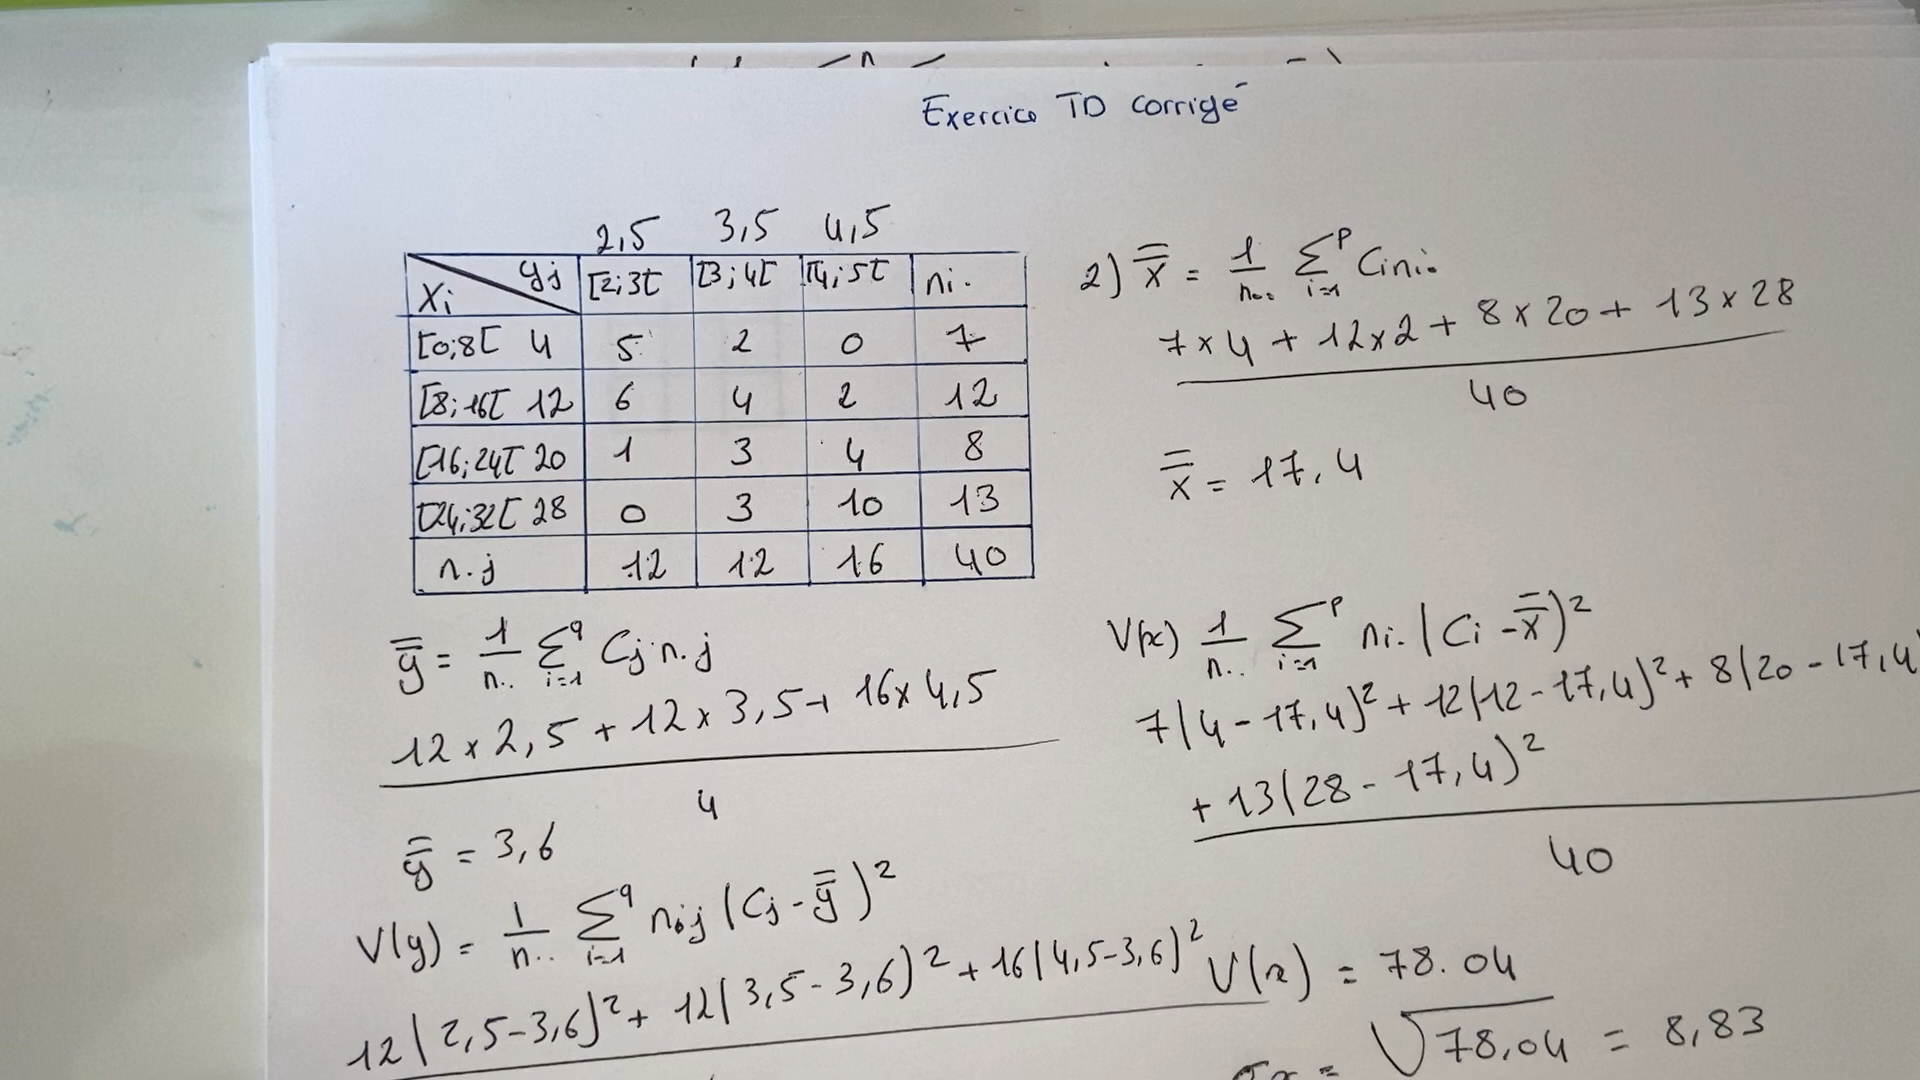 Exercice TD corrigé
2,5 3,5 4,5
Xi yj [2;3[ [3;4[ [4;5[ ni.
[0;8[ 4 5 2 0 7
[8;16[ 12 6 4 2 12
[16;24[ 20 1 3 4 8
[24;32[ 28 0 3 10 13
n.j 12 12 16 40
y̿ = 1/n.. Σ^q i=1 Cj n.j
12 x 2,5 + 12 x 3,5 + 16 x 4,5
4
y̿ = 3,6
V(y) = 1/n.. Σ^q i=1 n.j (Cj - y̿)²
12(2,5-3,6)² + 12(3,5-3,6)² + 16(4,5-3,6)²
2) x̿ = 1/n.. Σ^p i=1 Cini.
7 x 4 + 12 x 2 + 8 x 20 + 13 x 28
40
x̿ = 17,4
V(x) 1/n.. Σ^p i=1 ni. (Ci - x̿)²
7(4 - 17,4)² + 12(12 - 17,4)² + 8(20 - 17,4
+ 13(28 - 17,4)²
40
V(x) = 78.04
σx = √78,04 = 8,83